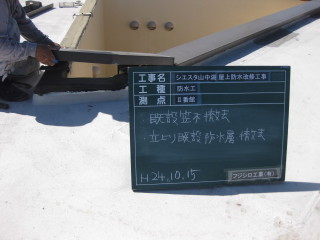 工事名 シエスタ山中湖 屋上防水改修工事
工種 防水工
測点 Ⅱ番館
既設笠木撤去
立上り既設防水層撤去
H24.10.15
フジシロ工業(有)